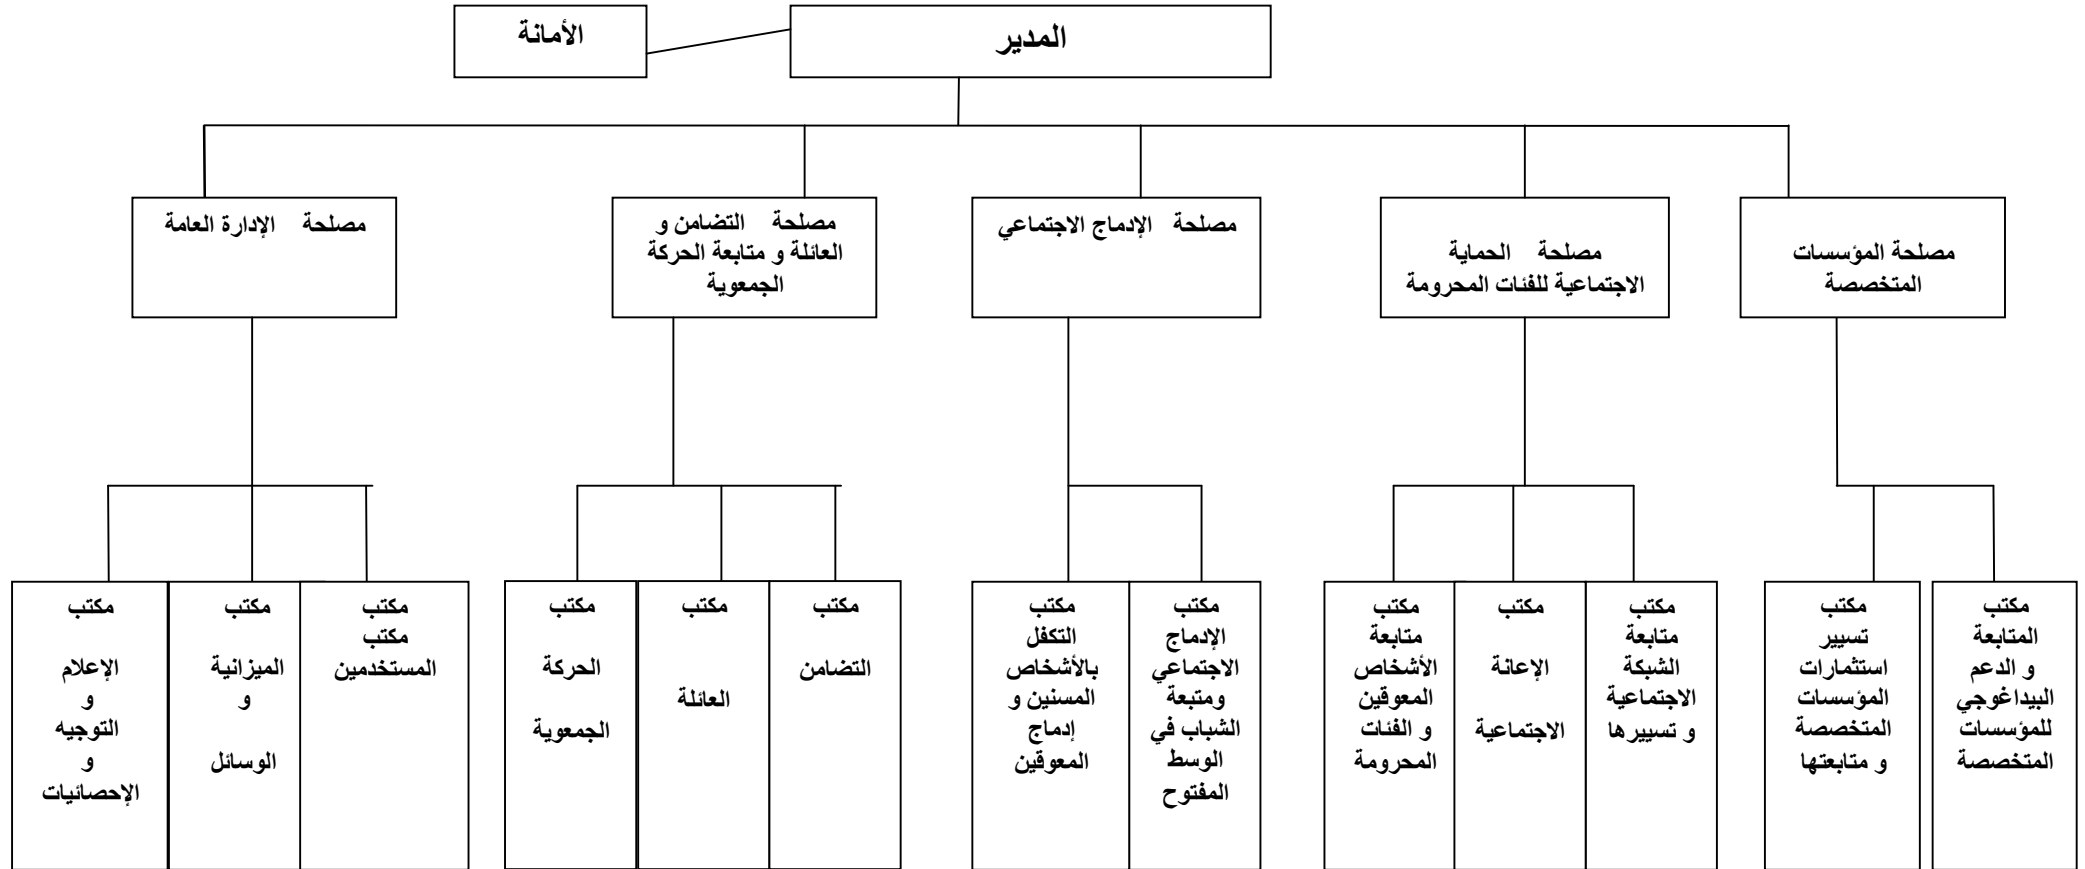 المدير
الأمانة
مصلحة المؤسسات
المتخصصة
مصلحة الحماية
الاجتماعية للفئات المحرومة
مصلحة الإدماج الاجتماعي
مصلحة التضامن و
العائلة و متابعة الحركة
الجمعوية
مصلحة الإدارة العامة
مكتب
المتابعة
و الدعم
البيداغوجي
للمؤسسات
المتخصصة
مكتب
تسيير
استثمارات
المؤسسات
المتخصصة
و متابعتها
مكتب
متابعة
الشبكة
الاجتماعية
و تسييرها
مكتب
الإعانة
الاجتماعية
مكتب
متابعة
الأشخاص
المعوقين
و الفئات
المحرومة
مكتب
الإدماج
الاجتماعي
ومتبعة
الشباب في
الوسط
المفتوح
مكتب
التكفل
بالأشخاص
المسنين و
إدماج
المعوقين
مكتب
التضامن
مكتب
العائلة
مكتب
الحركة
الجمعوية
مكتب
مكتب
المستخدمين
مكتب
الميزانية
و
الوسائل
مكتب
الإعلام
و
التوجيه
و
الإحصائيات